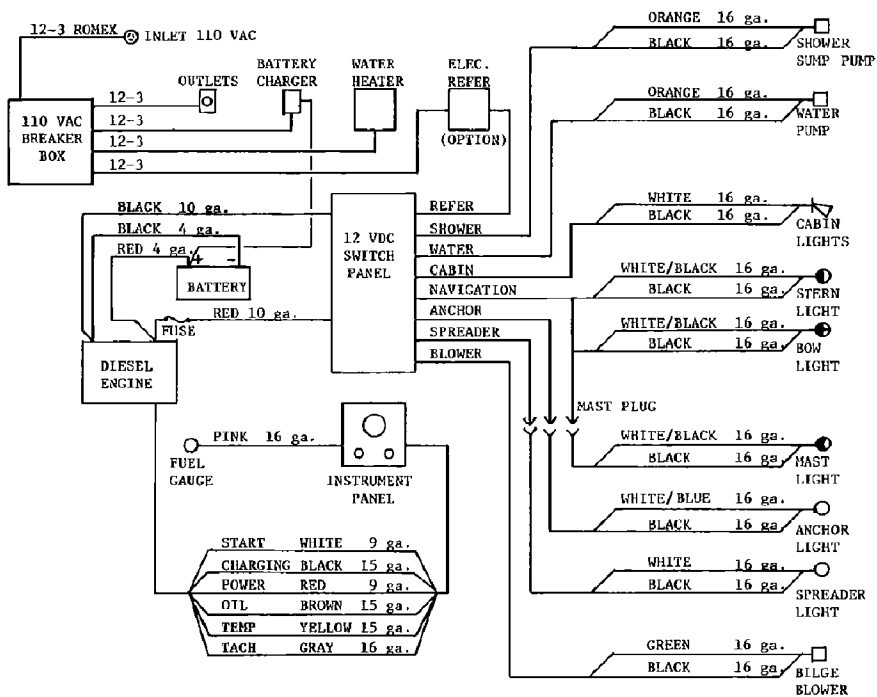 12-3 ROMEX
INLET 110 VAC
OUTLETS
BATTERY
CHARGER
WATER
HEATER
ELEC.
REFER
(OPTION)
110 VAC
BREAKER
BOX
12-3
12-3
12-3
12-3
ORANGE 16 ga.
BLACK 16 ga.
SHOWER
SUMP PUMP
ORANGE 16 ga.
BLACK 16 ga.
WATER
PUMP
BLACK 10 ga.
BLACK 4 ga.
RED 4 ga.
+ -
BATTERY
FUSE
RED 10 ga.
12 VDC
SWITCH
PANEL
REFER
SHOWER
WATER
CABIN
NAVIGATION
ANCHOR
SPREADER
BLOWER
WHITE 16 ga.
BLACK 16 ga.
CABIN
LIGHTS
WHITE/BLACK 16 ga.
BLACK 16 ga.
STERN
LIGHT
WHITE/BLACK 16 ga.
BLACK 16 ga.
BOW
LIGHT
DIESEL
ENGINE
MAST PLUG
PINK 16 ga.
FUEL
GAUGE
INSTRUMENT
PANEL
WHITE/BLACK 16 ga.
BLACK 16 ga.
MAST
LIGHT
WHITE/BLUE 16 ga.
BLACK 16 ga.
ANCHOR
LIGHT
START WHITE 9 ga.
CHARGING BLACK 15 ga.
POWER RED 9 ga.
OIL BROWN 15 ga.
TEMP YELLOW 15 ga.
TACH GRAY 16 ga.
WHITE 16 ga.
BLACK 16 ga.
SPREADER
LIGHT
GREEN 16 ga.
BLACK 16 ga.
BILGE
BLOWER